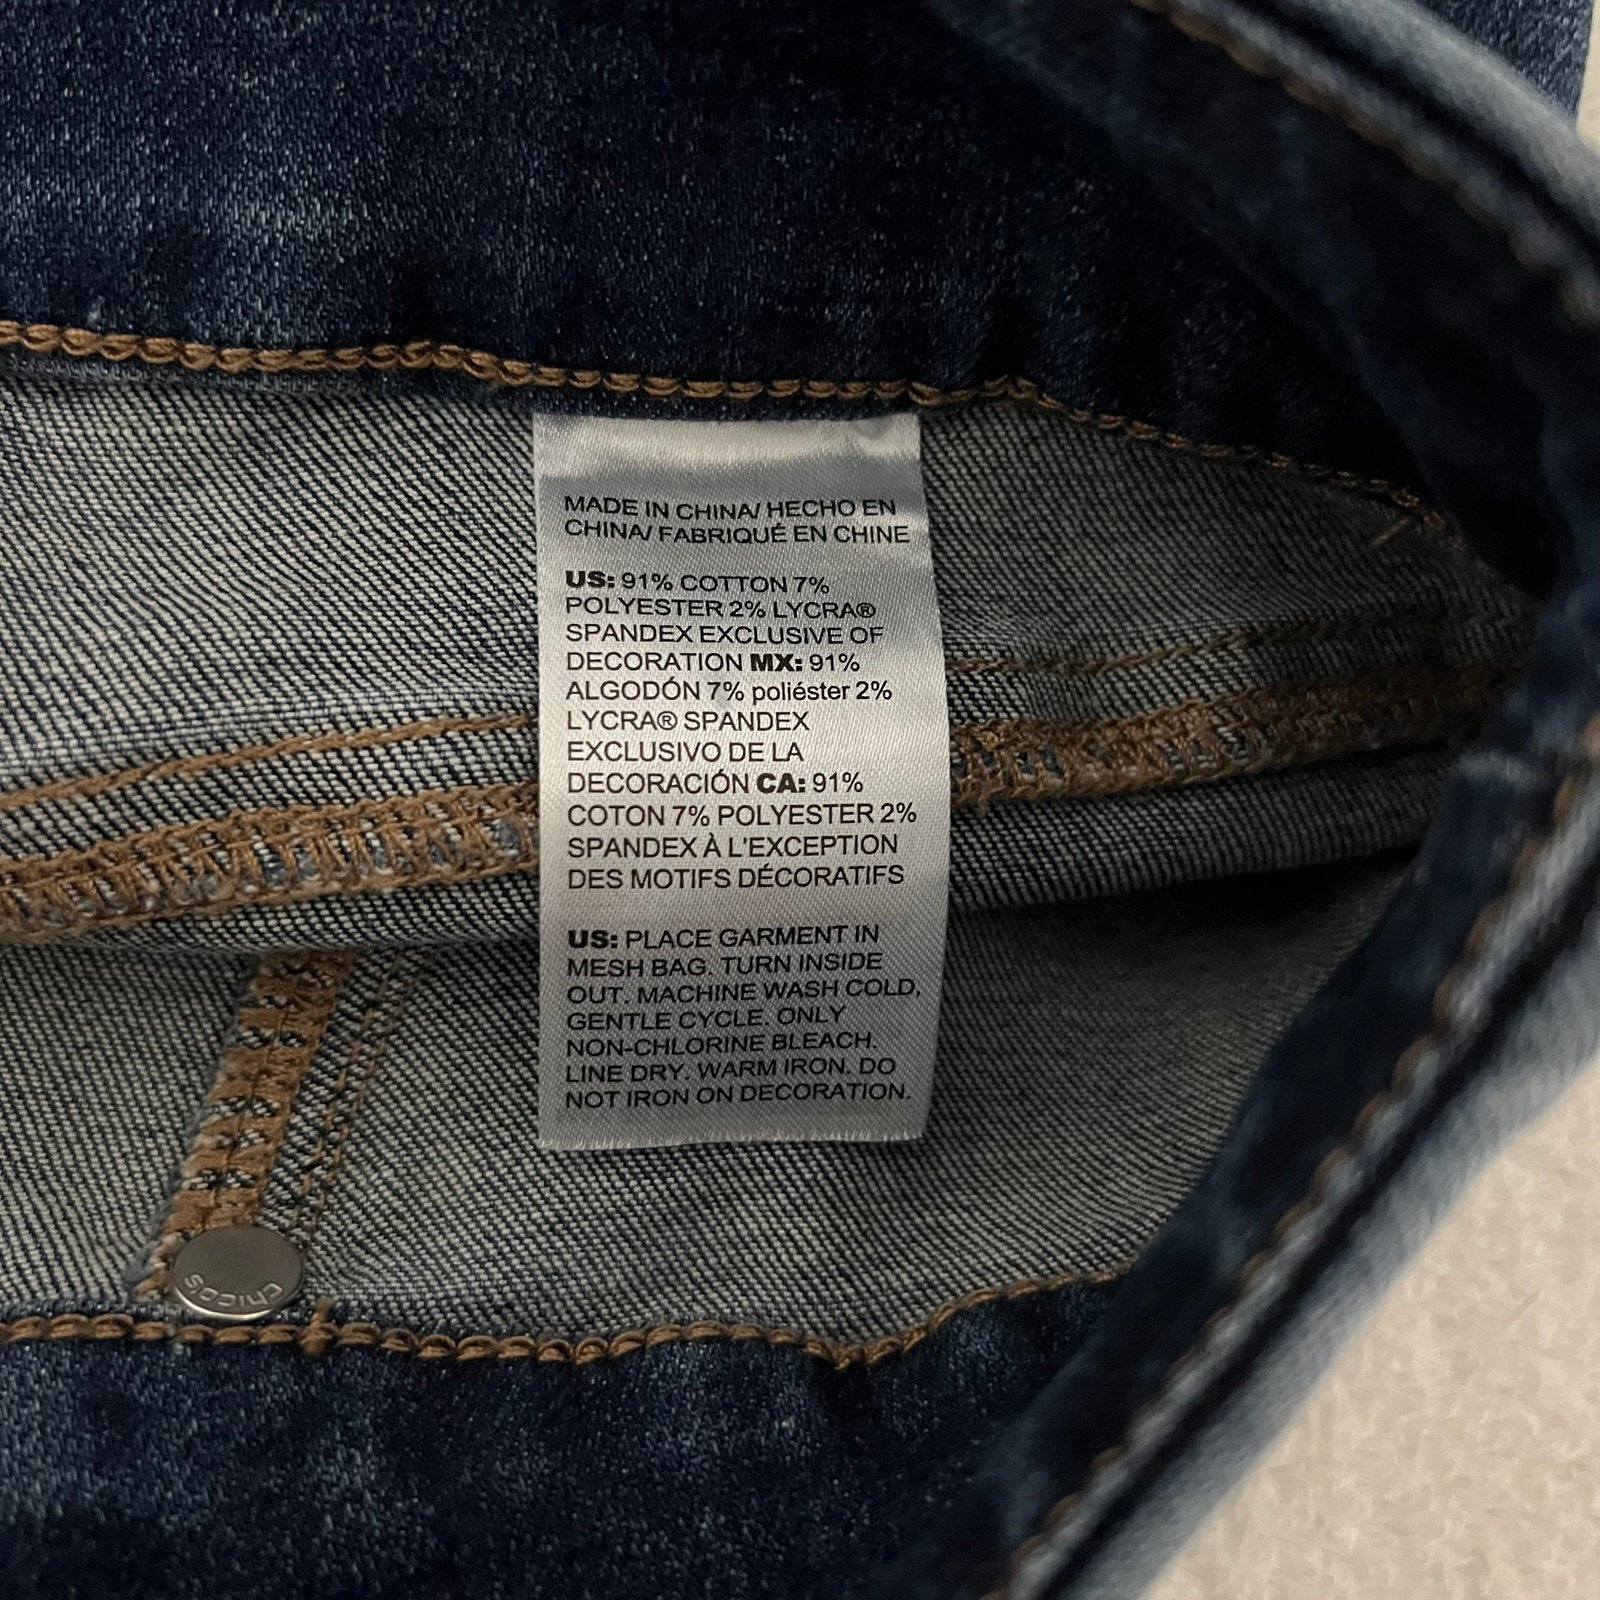 MADE IN CHINA/ HECHO EN
CHINA/ FABRIQUÉ EN CHINE
US: 91% COTTON 7%
POLYESTER 2% LYCRA®
SPANDEX EXCLUSIVE OF
DECORATION MX: 91%
ALGODÓN 7% poliéster 2%
LYCRA® SPANDEX
EXCLUSIVO DE LA
DECORACIÓN CA: 91%
COTON 7% POLYESTER 2%
SPANDEX À L'EXCEPTION
DES MOTIFS DÉCORATIFS
US: PLACE GARMENT IN
MESH BAG. TURN INSIDE
OUT. MACHINE WASH COLD,
GENTLE CYCLE. ONLY
NON-CHLORINE BLEACH.
LINE DRY. WARM IRON. DO
NOT IRON ON DECORATION.
chicos